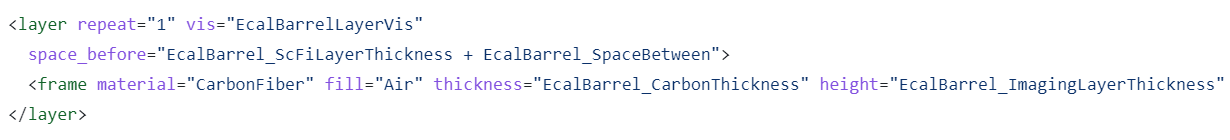 <layer repeat="1" vis="EcalBarrelLayerVis"
space_before="EcalBarrel_ScFiLayerThickness + EcalBarrel_SpaceBetween">
<frame material="CarbonFiber" fill="Air" thickness="EcalBarrel_CarbonThickness" height="EcalBarrel_ImagingLayerThickness"
</layer>